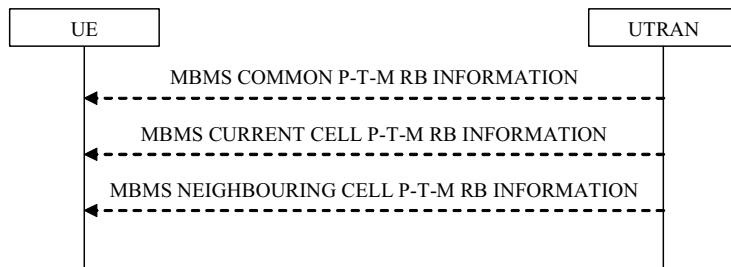 UE
UTRAN
MBMS COMMON P-T-M RB INFORMATION
MBMS CURRENT CELL P-T-M RB INFORMATION
MBMS NEIGHBOURING CELL P-T-M RB INFORMATION